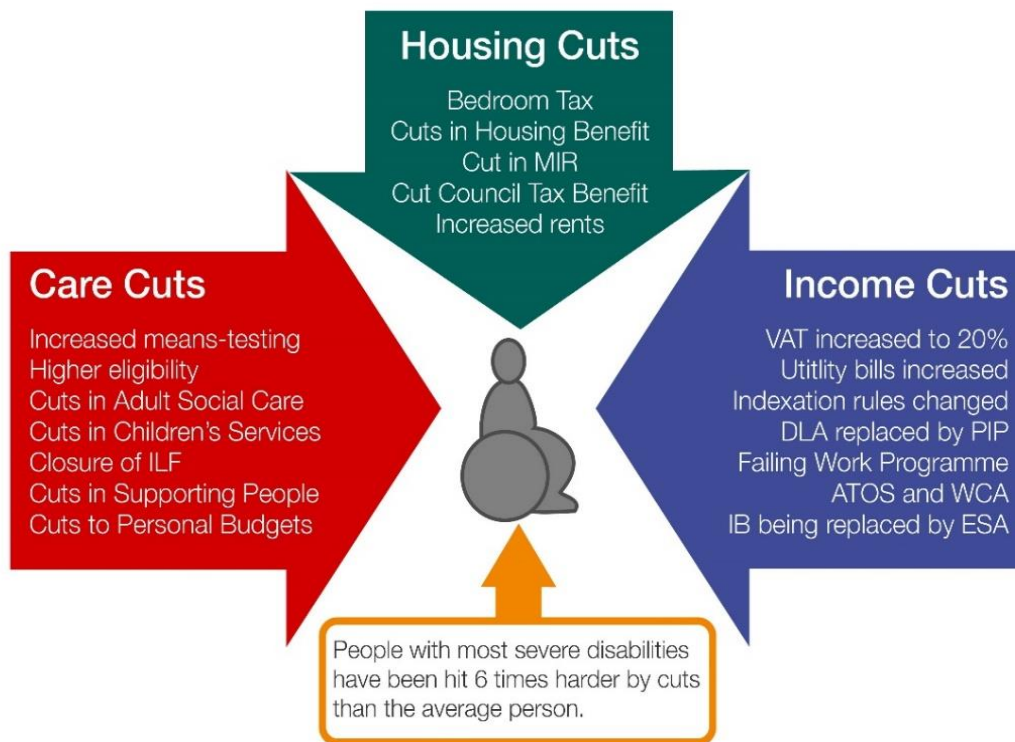 Housing Cuts
Bedroom Tax
Cuts in Housing Benefit
Cut in MIR
Cut Council Tax Benefit
Increased rents
Care Cuts
Increased means-testing
Higher eligibility
Cuts in Adult Social Care
Cuts in Children's Services
Closure of ILF
Cuts in Supporting People
Cuts to Personal Budgets
Income Cuts
VAT increased to 20%
Utitlity bills increased
Indexation rules changed
DLA replaced by PIP
Failing Work Programme
ATOS and WCA
IB being replaced by ESA
People with most severe disabilities
have been hit 6 times harder by cuts
than the average person.